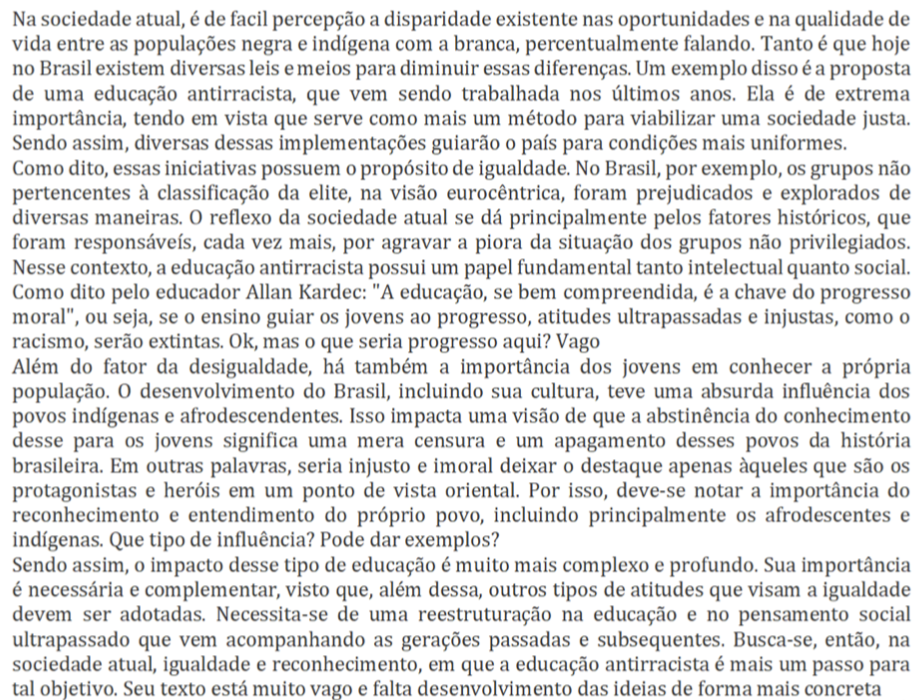 Na sociedade atual, é de facil percepção a disparidade existente nas oportunidades e na qualidade de
vida entre as populações negra e indígena com a branca, percentualmente falando. Tanto é que hoje
no Brasil existem diversas leis e meios para diminuir essas diferenças. Um exemplo disso é a proposta
de uma educação antirracista, que vem sendo trabalhada nos últimos anos. Ela é de extrema
importância, tendo em vista que serve como mais um método para viabilizar uma sociedade justa.
Sendo assim, diversas dessas implementações guiarão o país para condições mais uniformes.
Como dito, essas iniciativas possuem o propósito de igualdade. No Brasil, por exemplo, os grupos não
pertencentes à classificação da elite, na visão eurocêntrica, foram prejudicados e explorados de
diversas maneiras. O reflexo da sociedade atual se dá principalmente pelos fatores históricos, que
foram responsáveís, cada vez mais, por agravar a piora da situação dos grupos não privilegiados.
Nesse contexto, a educação antirracista possui um papel fundamental tanto intelectual quanto social.
Como dito pelo educador Allan Kardec: "A educação, se bem compreendida, é a chave do progresso
moral", ou seja, se o ensino guiar os jovens ao progresso, atitudes ultrapassadas e injustas, como o
racismo, serão extintas. Ok, mas o que seria progresso aqui? Vago
Além do fator da desigualdade, há também a importância dos jovens em conhecer a própria
população. O desenvolvimento do Brasil, incluindo sua cultura, teve uma absurda influência dos
povos indígenas e afrodescendentes. Isso impacta uma visão de que a abstinência do conhecimento
desse para os jovens significa uma mera censura e um apagamento desses povos da história
brasileira. Em outras palavras, seria injusto e imoral deixar o destaque apenas àqueles que são os
protagonistas e heróis em um ponto de vista oriental. Por isso, deve-se notar a importância do
reconhecimento e entendimento do próprio povo, incluindo principalmente os afrodescentes e
indígenas. Que tipo de influência? Pode dar exemplos?
Sendo assim, o impacto desse tipo de educação é muito mais complexo e profundo. Sua importância
é necessária e complementar, visto que, além dessa, outros tipos de atitudes que visam a igualdade
devem ser adotadas. Necessita-se de uma reestruturação na educação e no pensamento social
ultrapassado que vem acompanhando as gerações passadas e subsequentes. Busca-se, então, na
sociedade atual, igualdade e reconhecimento, em que a educação antirracista é mais um passo para
tal objetivo. Seu texto está muito vago e falta desenvolvimento das ideias de forma mais concreta